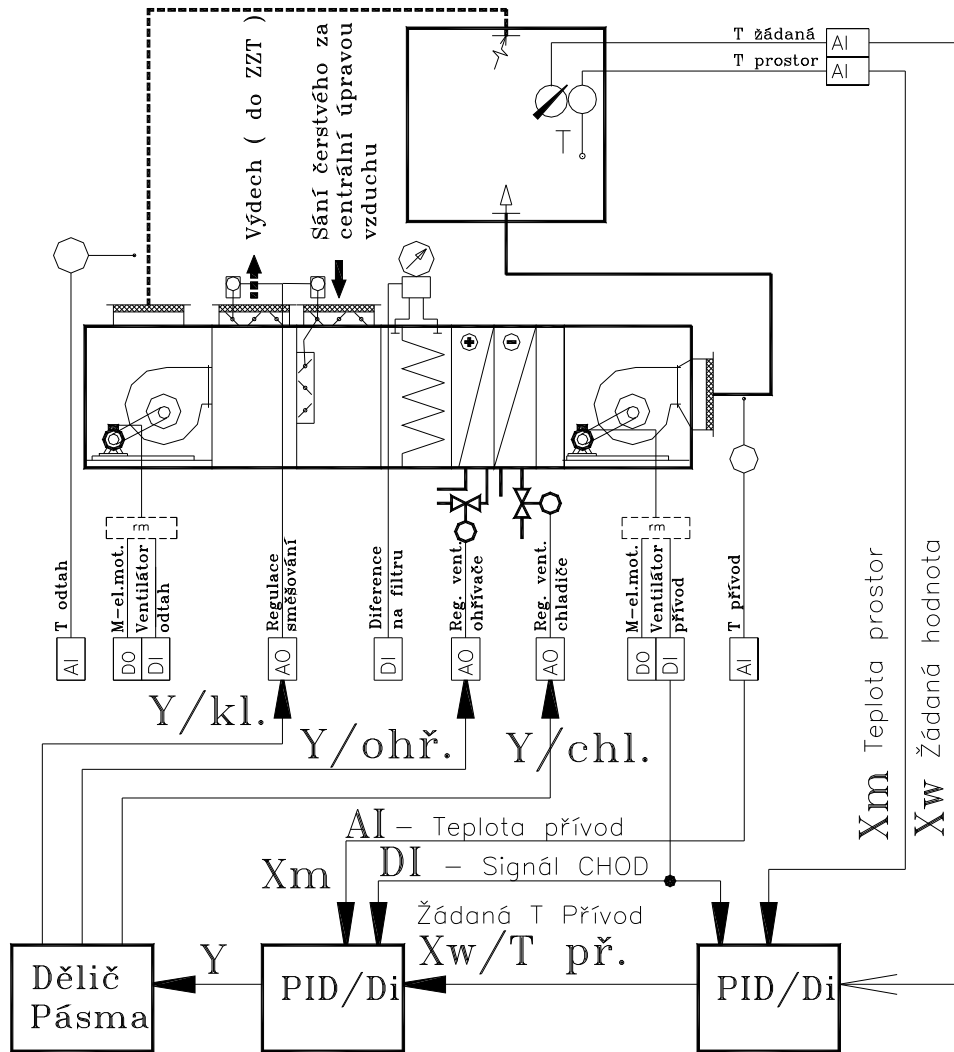 T žádaná
AI
T prostor
AI
Výdech ( do ZZT )
Sání čerstvého za
centrální úpravou
vzduchu
T
rm
rm
T odtah
M-el.mot.
Ventilátor
odtah
Regulace
směšování
Diference
na filtru
Reg. vent.
ohřívače
Reg. vent.
chladiče
M-el.mot.
Ventilátor
přívod
T přívod
AI
DO
DI
AO
DI
AO
AO
DO
DI
AI
Xm Teplota prostor
Xw Žádaná hodnota
Y/kl.
Y/ohř.
Y/chl.
AI - Teplota přívod
Xm
DI - Signál CHOD
Žádaná T Přívod
Xw/T př.
Y
Dělič
Pásma
PID/Di
PID/Di